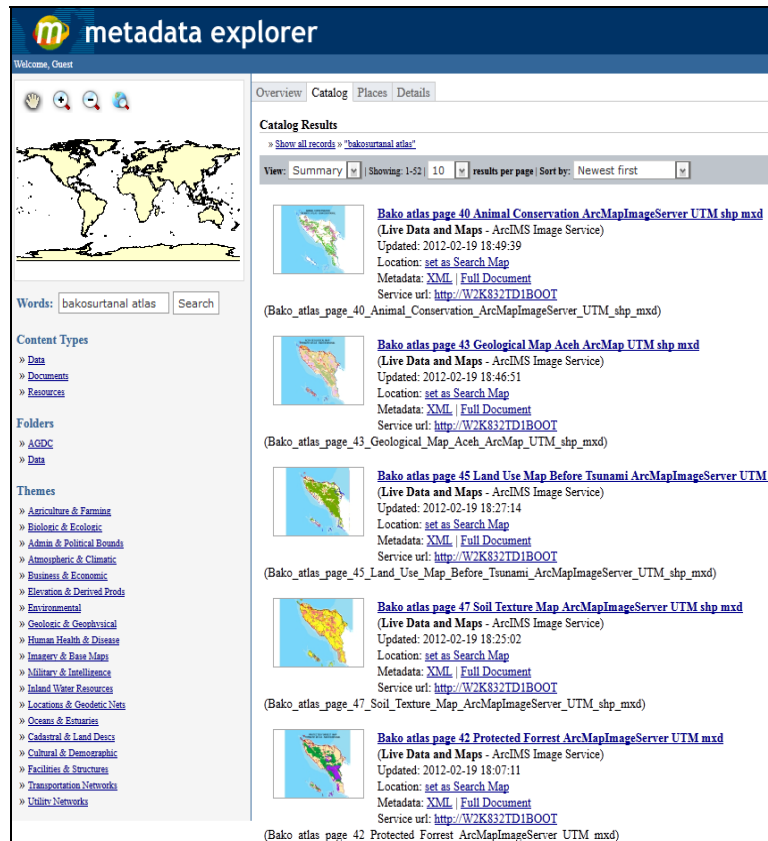 metadata explorer
Welcome, Guest
Words: bakosurtanal atlas Search
Content Types
» Data
» Documents
» Resources
Folders
» AGDC
» Data
Themes
» Agriculture & Farming
» Biologic & Ecologic
» Admin & Political Bounds
» Atmospheric & Climatic
» Business & Economic
» Elevation & Derived Prods
» Environmental
» Geologic & Geophysical
» Human Health & Disease
» Imagery & Base Maps
» Military & Intelligence
» Inland Water Resources
» Locations & Geodetic Nets
» Oceans & Estuaries
» Cadastral & Land Descs
» Cultural & Demographic
» Facilities & Structures
» Transportation Networks
» Utility Networks
Overview Catalog Places Details
Catalog Results
» Show all records » "bakosurtanal atlas"
View: Summary | Showing: 1-52 | 10 results per page | Sort by: Newest first
Bako atlas page 40 Animal Conservation ArcMapImageServer UTM shp mxd
(Live Data and Maps - ArcIMS Image Service)
Updated: 2012-02-19 18:49:39
Location: set as Search Map
Metadata: XML | Full Document
Service url: http://W2K832TD1BOOT
(Bako_atlas_page_40_Animal_Conservation_ArcMapImageServer_UTM_shp_mxd)
Bako atlas page 43 Geological Map Aceh ArcMap UTM shp mxd
(Live Data and Maps - ArcIMS Image Service)
Updated: 2012-02-19 18:46:51
Location: set as Search Map
Metadata: XML | Full Document
Service url: http://W2K832TD1BOOT
(Bako_atlas_page_43_Geological_Map_Aceh_ArcMap_UTM_shp_mxd)
Bako atlas page 45 Land Use Map Before Tsunami ArcMapImageServer UTM
(Live Data and Maps - ArcIMS Image Service)
Updated: 2012-02-19 18:27:14
Location: set as Search Map
Metadata: XML | Full Document
Service url: http://W2K832TD1BOOT
(Bako_atlas_page_45_Land_Use_Map_Before_Tsunami_ArcMapImageServer_UTM_shp_mxd)
Bako atlas page 47 Soil Texture Map ArcMapImageServer UTM shp mxd
(Live Data and Maps - ArcIMS Image Service)
Updated: 2012-02-19 18:25:02
Location: set as Search Map
Metadata: XML | Full Document
Service url: http://W2K832TD1BOOT
(Bako_atlas_page_47_Soil_Texture_Map_ArcMapImageServer_UTM_shp_mxd)
Bako atlas page 42 Protected Forrest ArcMapImageServer UTM mxd
(Live Data and Maps - ArcIMS Image Service)
Updated: 2012-02-19 18:07:11
Location: set as Search Map
Metadata: XML | Full Document
Service url: http://W2K832TD1BOOT
(Bako_atlas_page_42_Protected_Forrest_ArcMapImageServer_UTM_mxd)